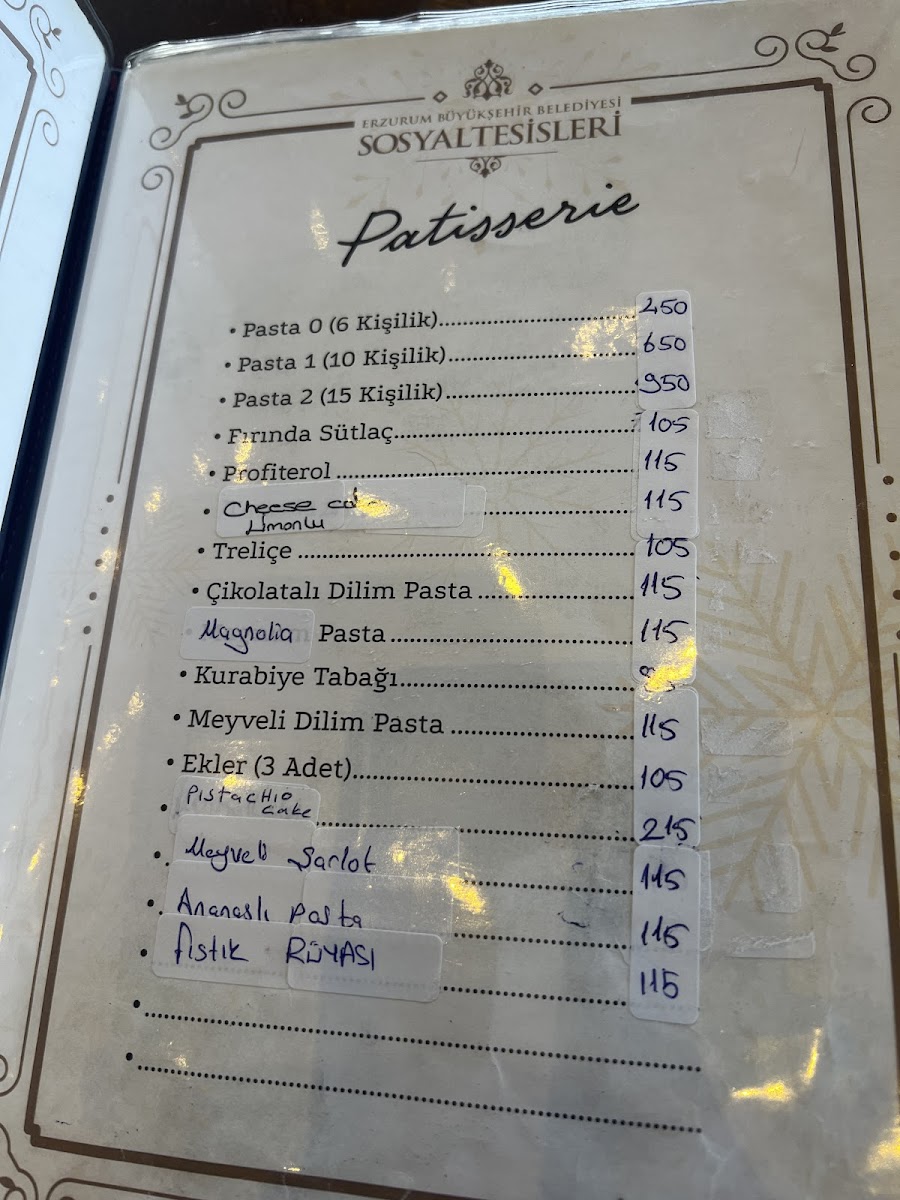 ERZURUM BÜYÜKŞEHİR BELEDİYESİ
SOSYALTESİSLERİ
Patisserie
• Pasta 0 (6 Kişilik).......... 450
• Pasta 1 (10 Kişilik).......... 650
• Pasta 2 (15 Kişilik).......... 950
• Fırında Sütlaç.......... 105
• Profiterol .......... 115
• Cheese 115
Limonlu
• Treliçe .......... 105
• Çikolatalı Dilim Pasta .......... 115
Magnolia Pasta .......... 115
• Kurabiye Tabağı..........
• Meyveli Dilim Pasta .......... 115
• Ekler (3 Adet).......... 105
• Pistachio
cake .......... 215
• Meyveli Şarlot .......... 115
• Ananaslı Pasta .......... 115
• Fıstık RÜYASI .......... 115